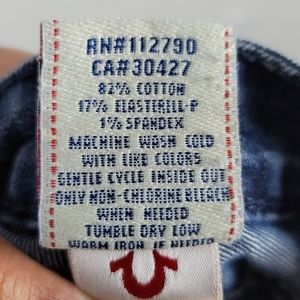 RN#112790
CA#30427
82% COTTON
17% ELASTERILL-P
1% SPANDEX
MACHINE WASH COLD
WITH LIKE COLORS
GENTLE CYCLE INSIDE OUT
ONLY NON-CHLORINE BLEACH
WHEN NEEDED
TUMBLE DRY LOW
WARM IRON IF NEEDED